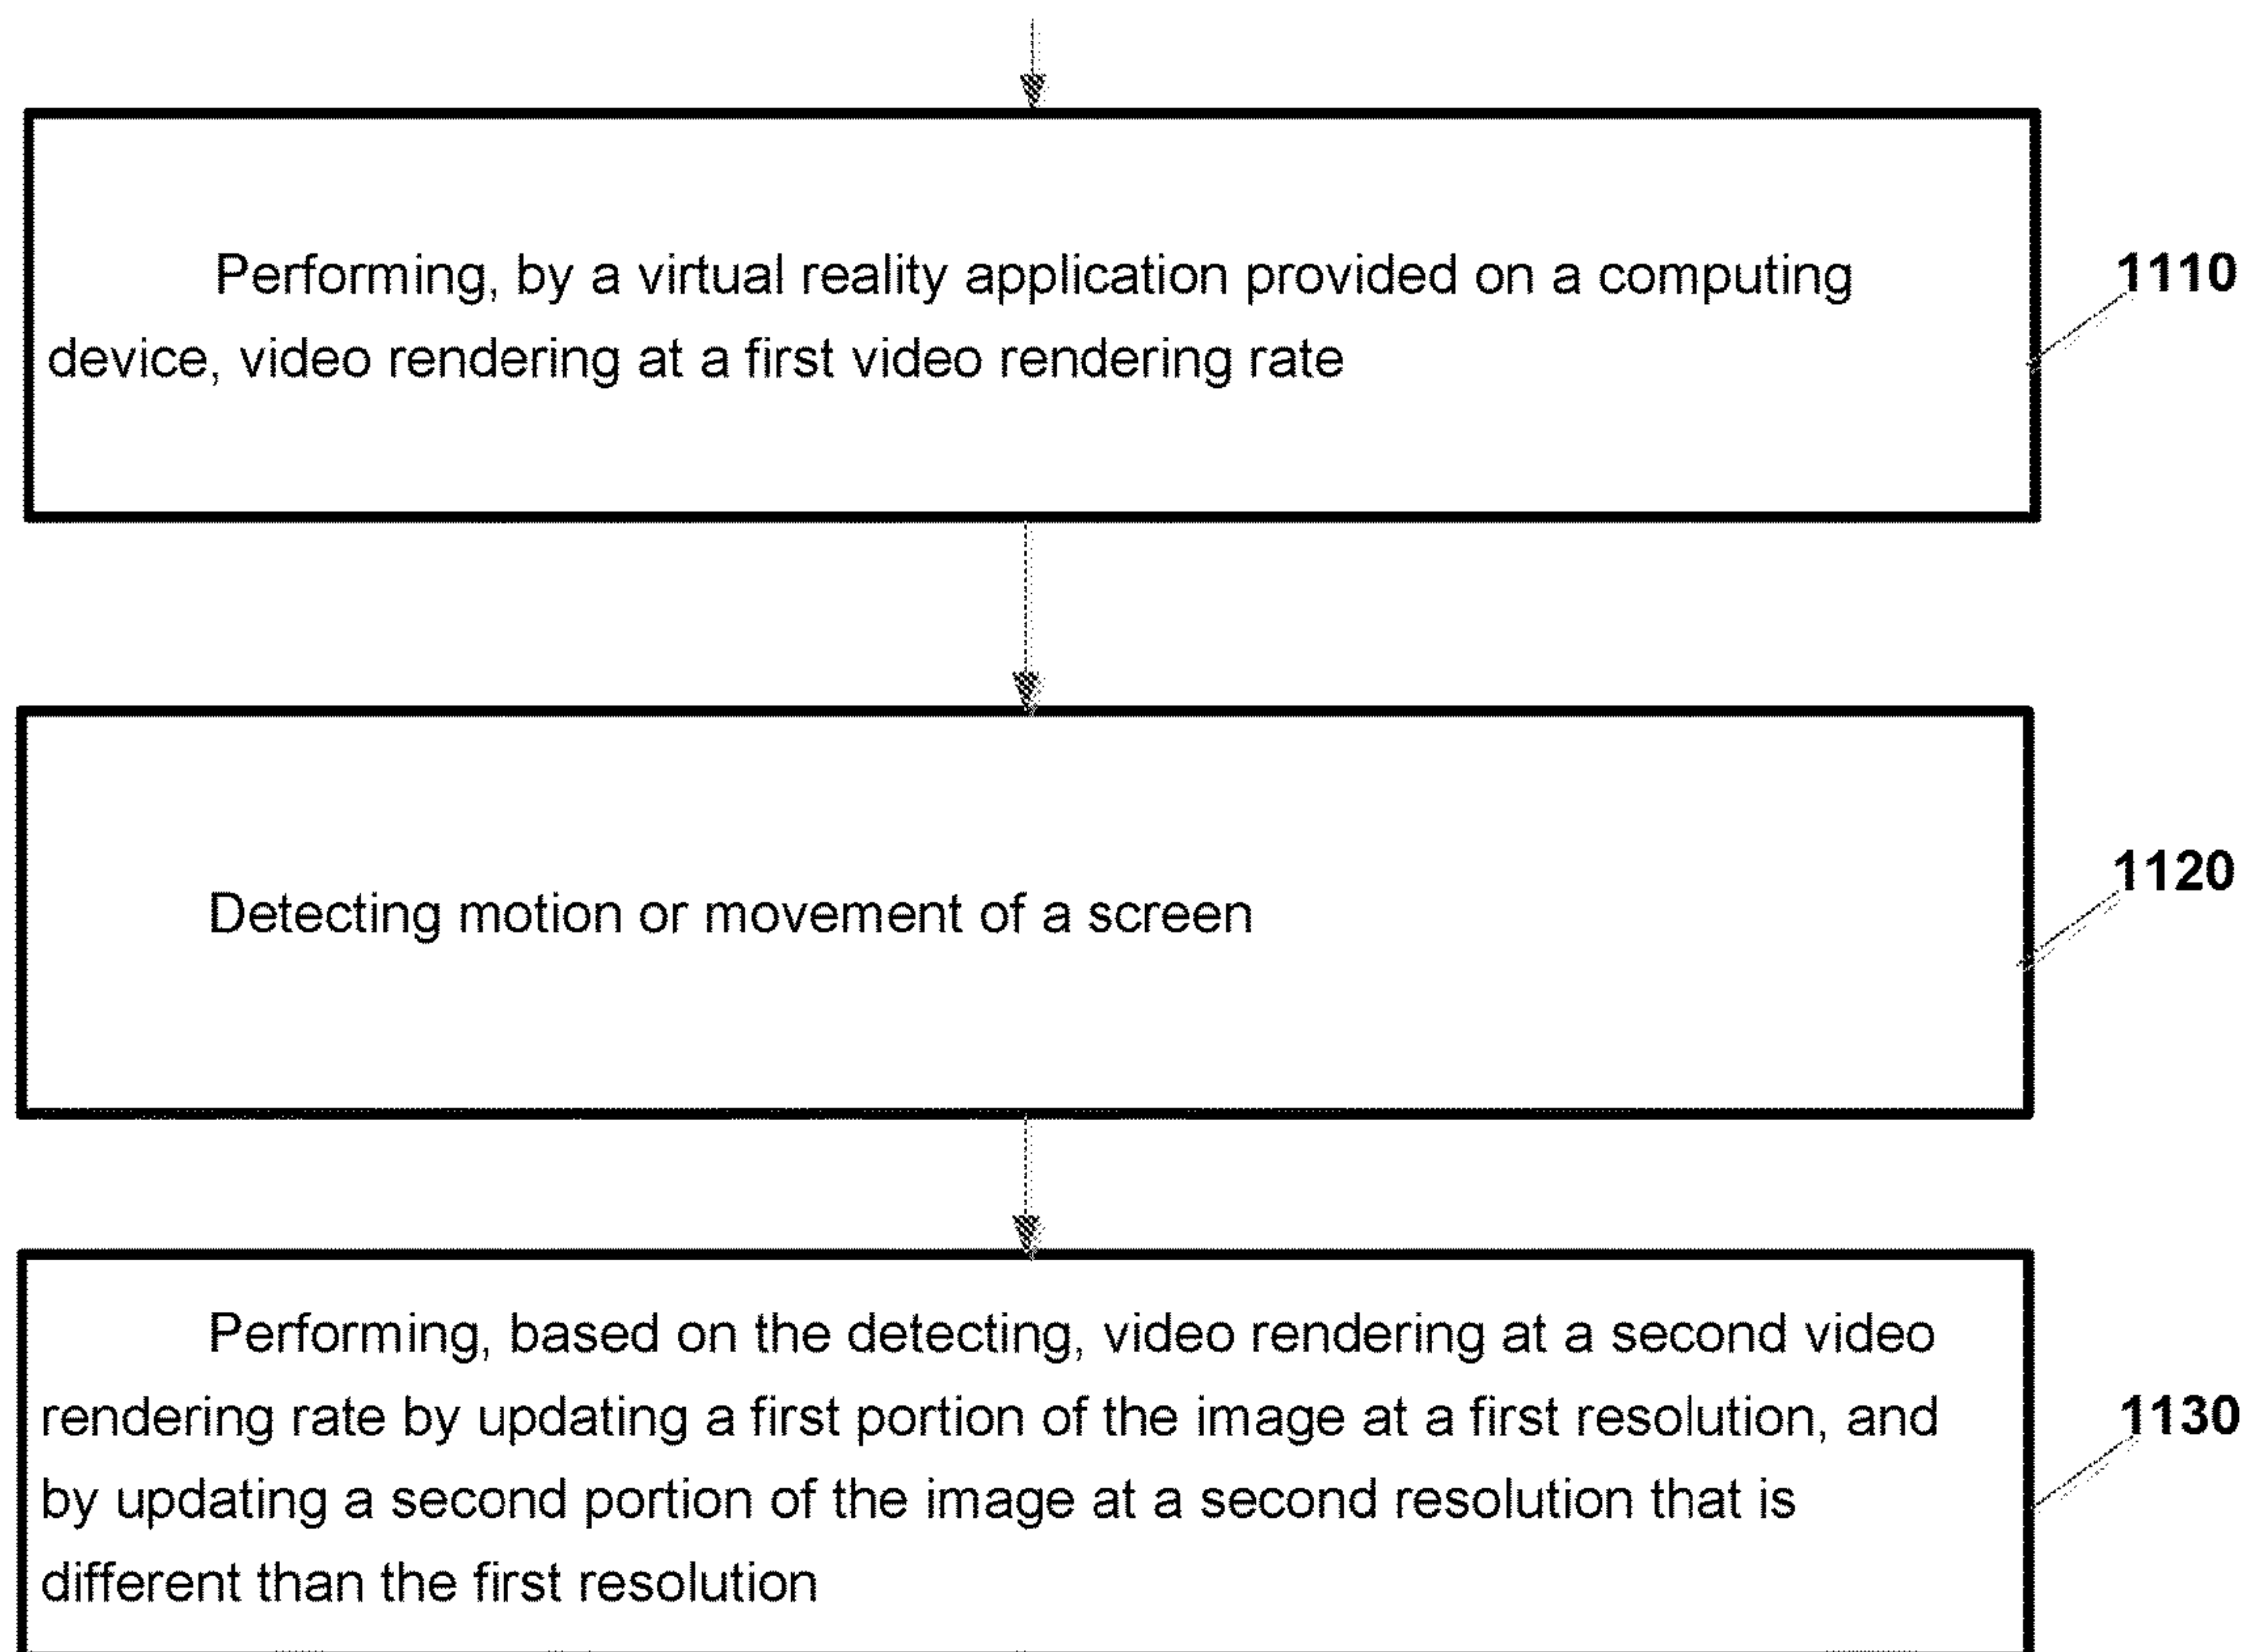 Performing, by a virtual reality application provided on a computing
device, video rendering at a first video rendering rate
1110
Detecting motion or movement of a screen
1120
Performing, based on the detecting, video rendering at a second video
rendering rate by updating a first portion of the image at a first resolution, and
by updating a second portion of the image at a second resolution that is
different than the first resolution
1130